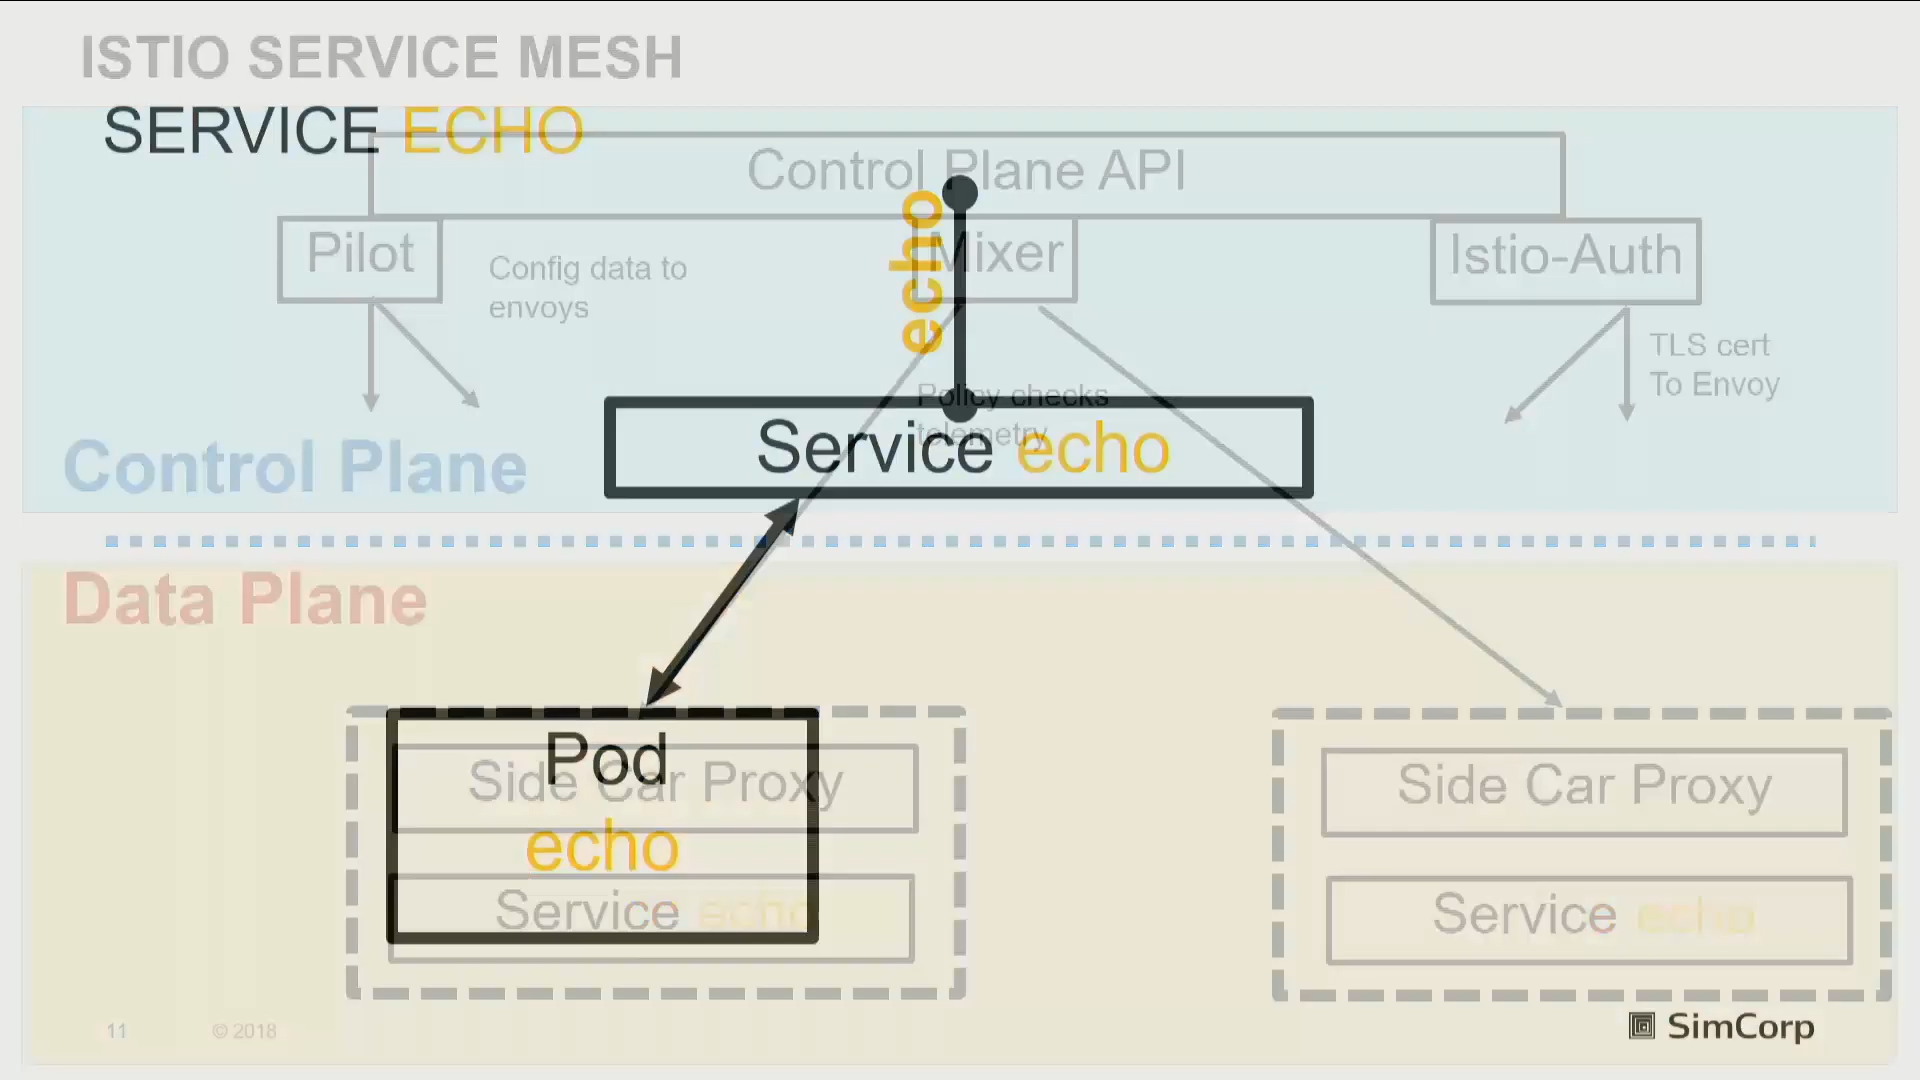 ISTIO SERVICE MESH
SERVICE ECHO
Control Plane API
echo
Pilot
Config data to
envoys
Mixer
Istio-Auth
TLS cert
To Envoy
Policy checks
telemetry
Service echo
Control Plane
Data Plane
Pod
echo
Side Car Proxy
Service echo
Side Car Proxy
Service echo
11
© 2018
SimCorp